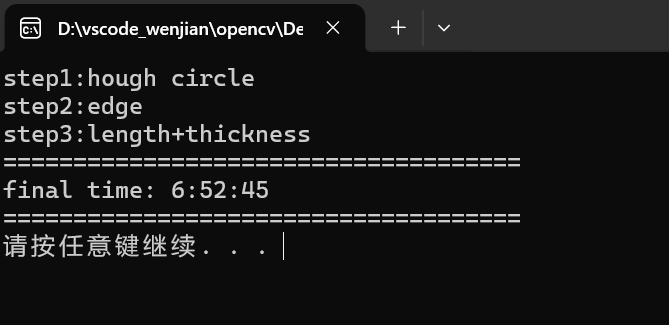 D:\vscode_wenjian\opencv\De
step1:hough circle
step2:edge
step3:length+thickness
=====================================
final time: 6:52:45
=====================================
请按任意键继续. . .